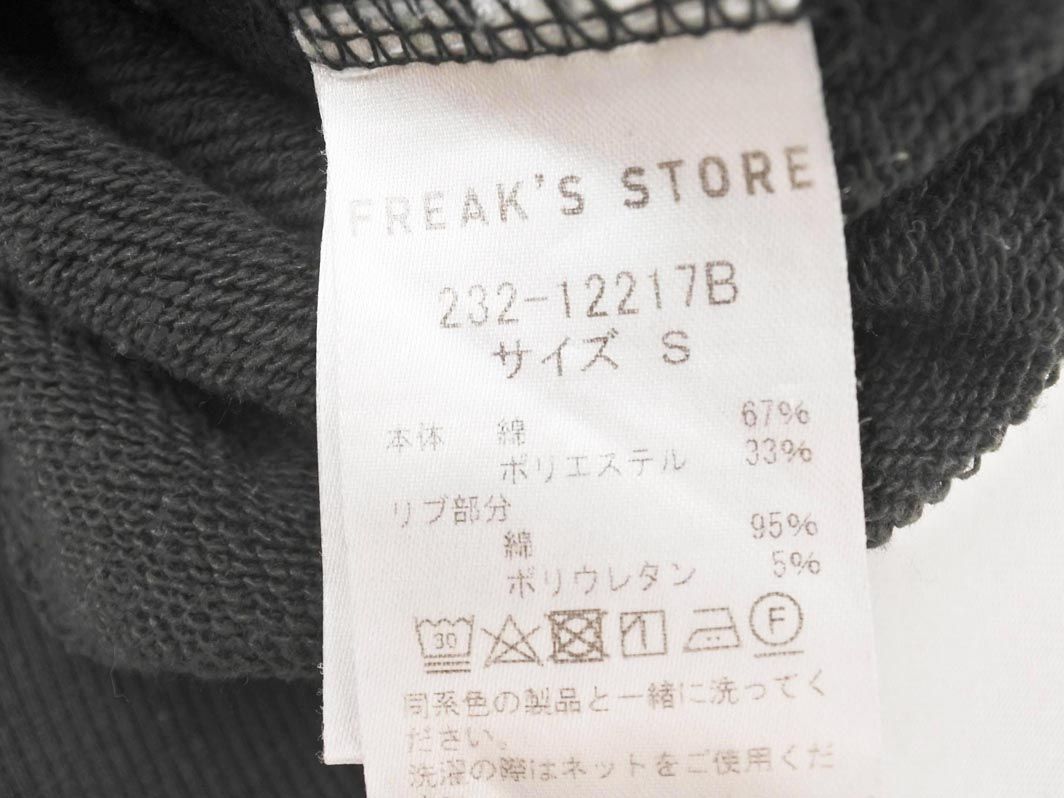 FREAK'S STORE
232-12217B
サイズ S
本体 綿 67%
ポリエステル 33%
リブ部分
綿 95%
ポリウレタン 5%
30 F
同系色の製品と一緒に洗ってく
ださい。
洗濯の際はネットをご使用くだ